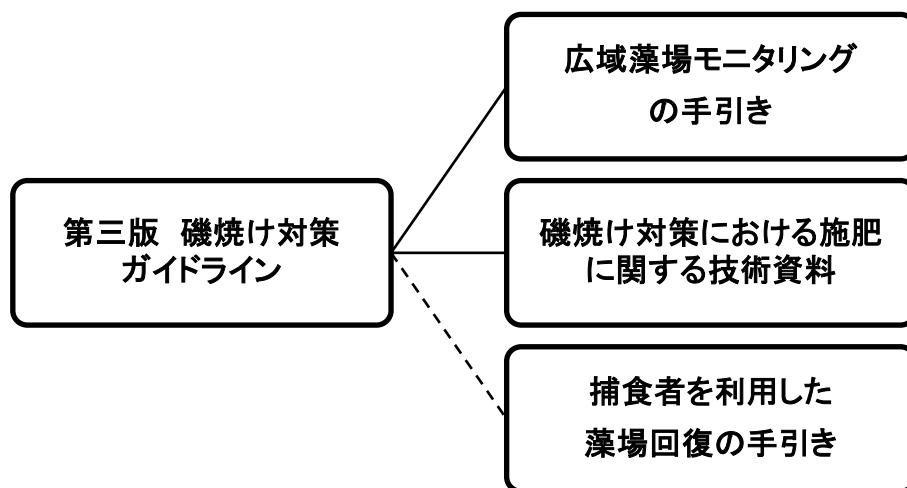 広域藻場モニタリング
の手引き
第三版 磯焼け対策
ガイドライン
磯焼け対策における施肥
に関する技術資料
捕食者を利用した
藻場回復の手引き